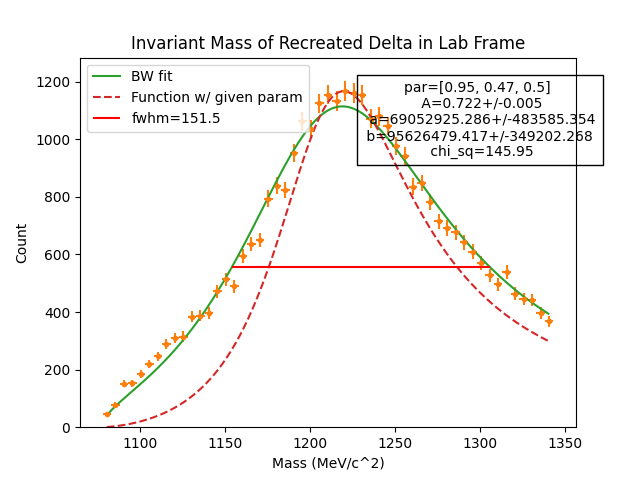 Invariant Mass of Recreated Delta in Lab Frame
BW fit
Function w/ given param
fwhm=151.5
par=[0.95, 0.47, 0.5]
A=0.722+/-0.005
a=69052925.286+/-483585.354
b=95626479.417+/-349202.268
chi_sq=145.95
Count
1200
1000
800
600
400
200
0
1100
1150
1200
1250
1300
1350
Mass (MeV/c^2)